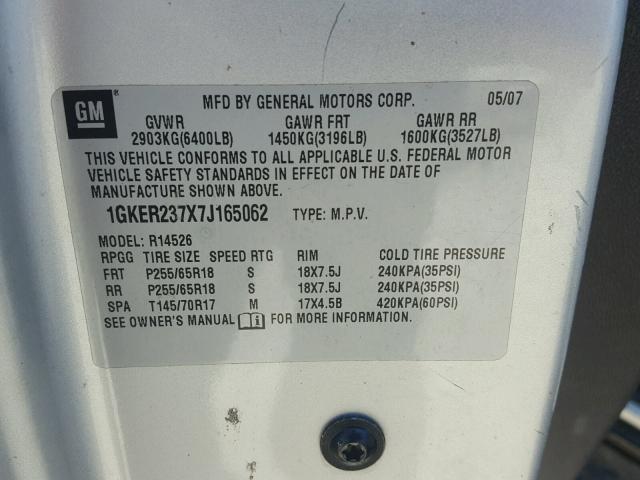 GM ® MFD BY GENERAL MOTORS CORP. 05/07
GVWR GAWR FRT GAWR RR
2903KG(6400LB) 1450KG(3196LB) 1600KG(3527LB)
THIS VEHICLE CONFORMS TO ALL APPLICABLE U.S. FEDERAL MOTOR
VEHICLE SAFETY STANDARDS IN EFFECT ON THE DATE OF
MANUFACTURE SHOWN ABOVE.
1GKER237X7J165062 TYPE: M.P.V.
MODEL: R14526
RPGG TIRE SIZE SPEED RTG RIM COLD TIRE PRESSURE
FRT P255/65R18 S 18X7.5J 240KPA(35PSI)
RR P255/65R18 S 18X7.5J 240KPA(35PSI)
SPA T145/70R17 M 17X4.5B 420KPA(60PSI)
SEE OWNER'S MANUAL i FOR MORE INFORMATION.